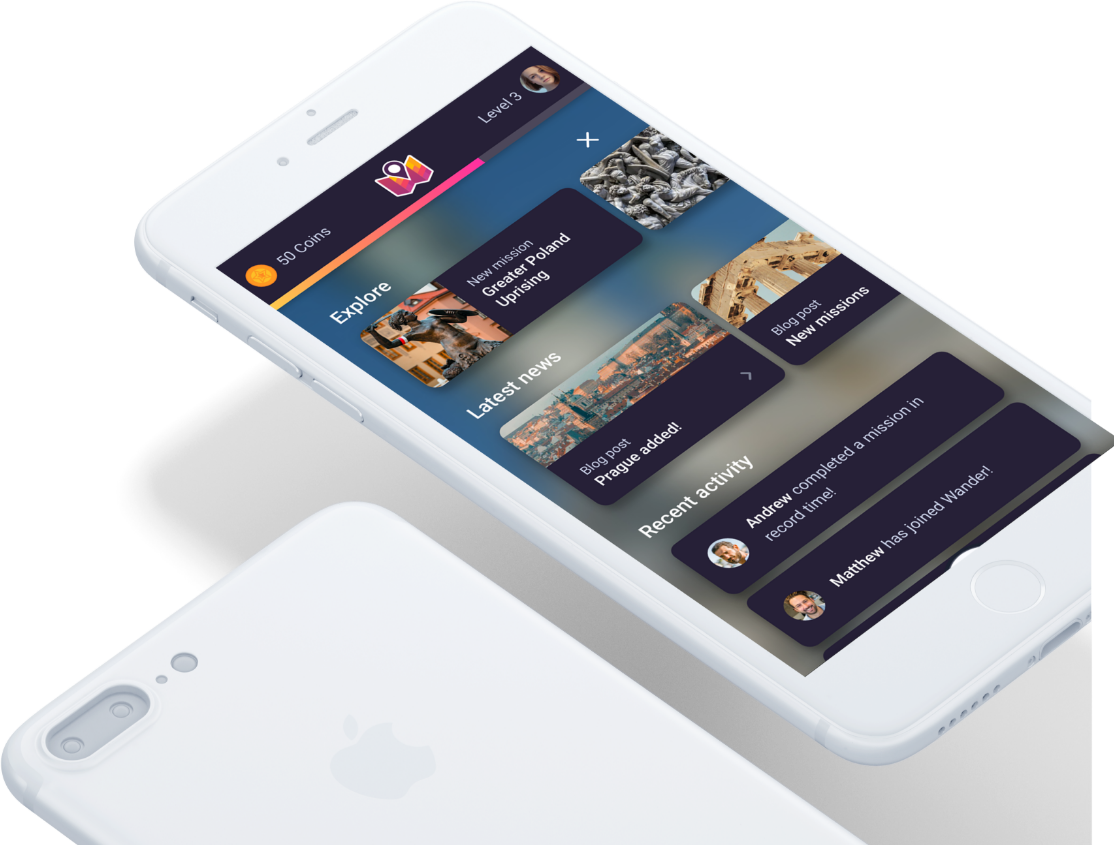 50 Coins
Level 3
Explore
New mission
Greater Poland
Uprising
Latest news
Blog post
Prague added!
Blog post
New missions
Recent activity
Andrew completed a mission in
record time!
Matthew has joined Wander!